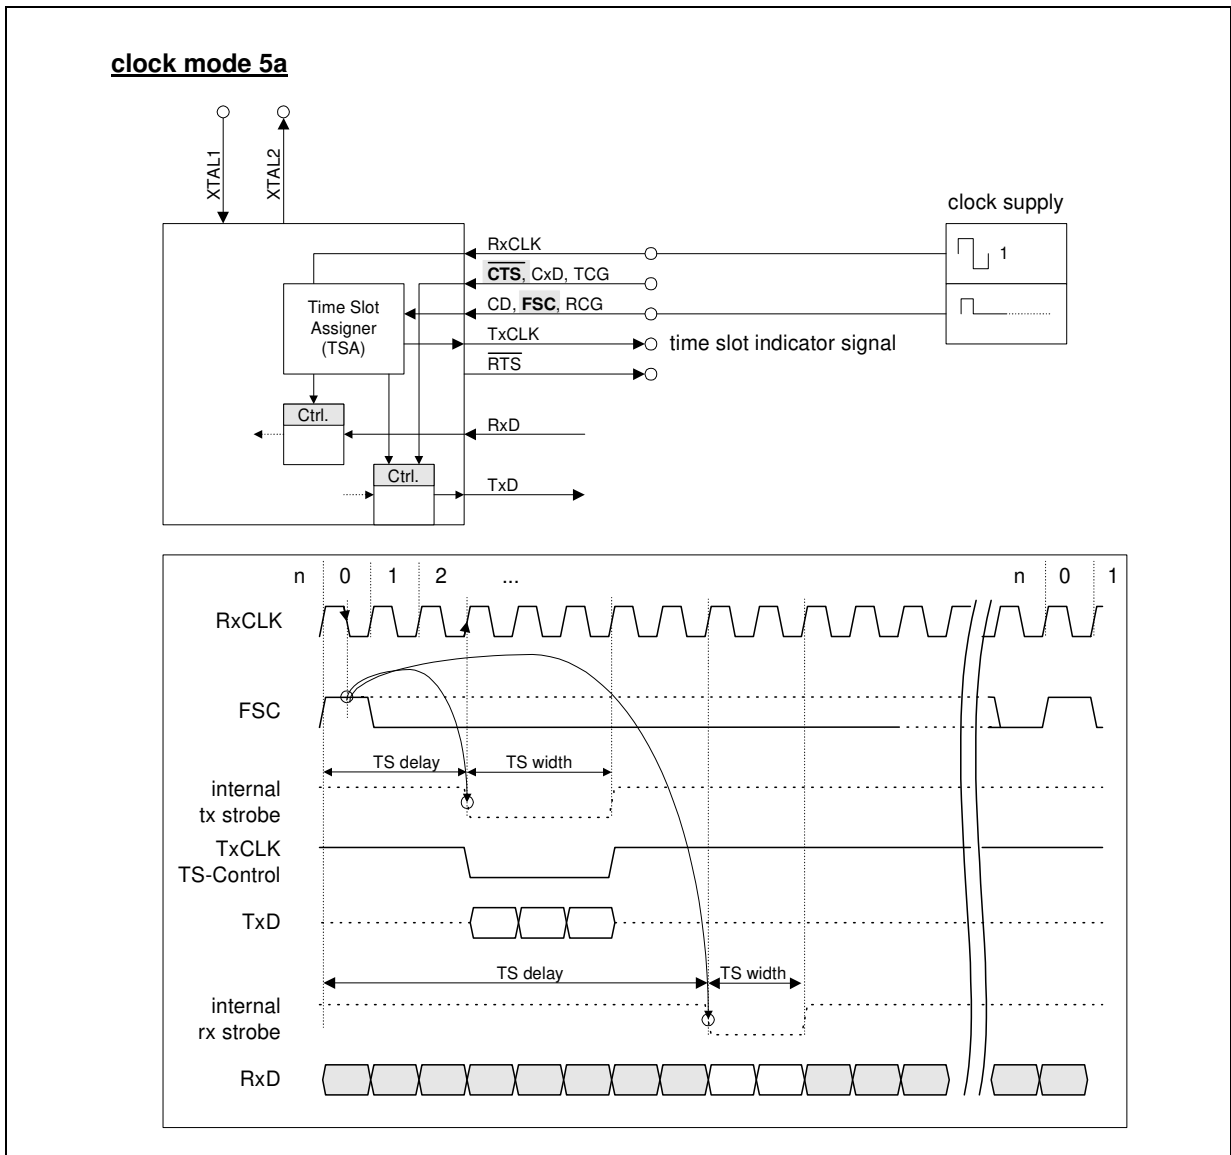 clock mode 5a
XTAL1
XTAL2
clock supply
RxCLK
1
CTS, CxD, TCG
CD, FSC, RCG
Time Slot
Assigner
(TSA)
TxCLK
time slot indicator signal
RTS
Ctrl.
RxD
Ctrl.
TxD
n 0 1 2 ... n 0 1
RxCLK
FSC
TS delay TS width
internal
tx strobe
TxCLK
TS-Control
TxD
TS delay TS width
internal
rx strobe
RxD